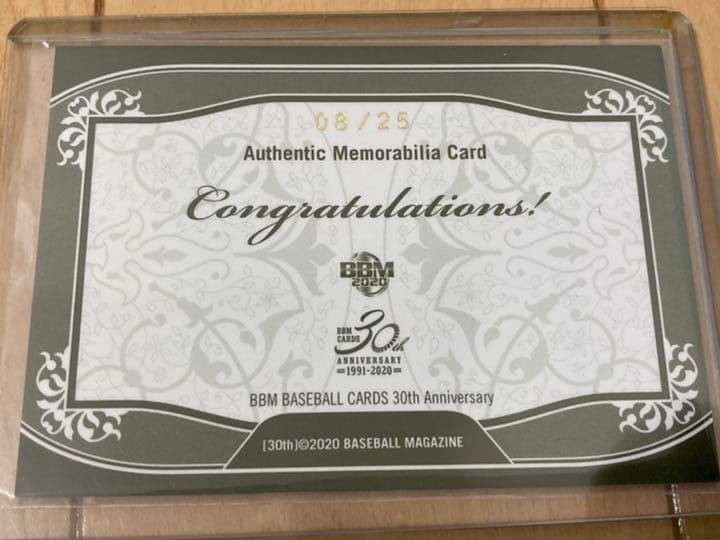 08/25
Authentic Memorabilia Card
Congratulations!
BBM
2020
BBM
CARDS
30th
ANNIVERSARY
=1991-2020=
BBM BASEBALL CARDS 30th Anniversary
[30th]©2020 BASEBALL MAGAZINE